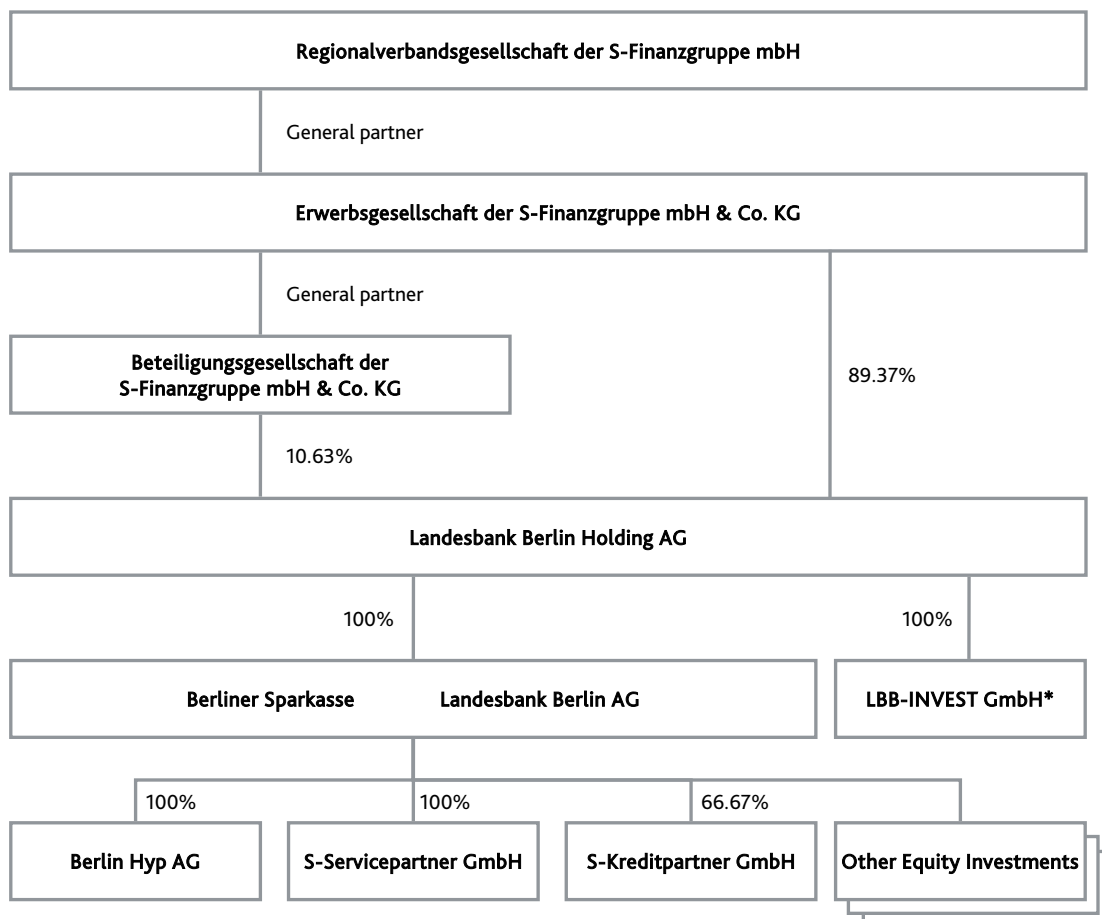 Regionalverbandsgesellschaft der S-Finanzgruppe mbH
General partner
Erwerbsgesellschaft der S-Finanzgruppe mbH & Co. KG
General partner
Beteiligungsgesellschaft der
S-Finanzgruppe mbH & Co. KG
89.37%
10.63%
Landesbank Berlin Holding AG
100%
100%
Berliner Sparkasse
Landesbank Berlin AG
LBB-INVEST GmbH*
100%
100%
66.67%
Berlin Hyp AG
S-Servicepartner GmbH
S-Kreditpartner GmbH
Other Equity Investments